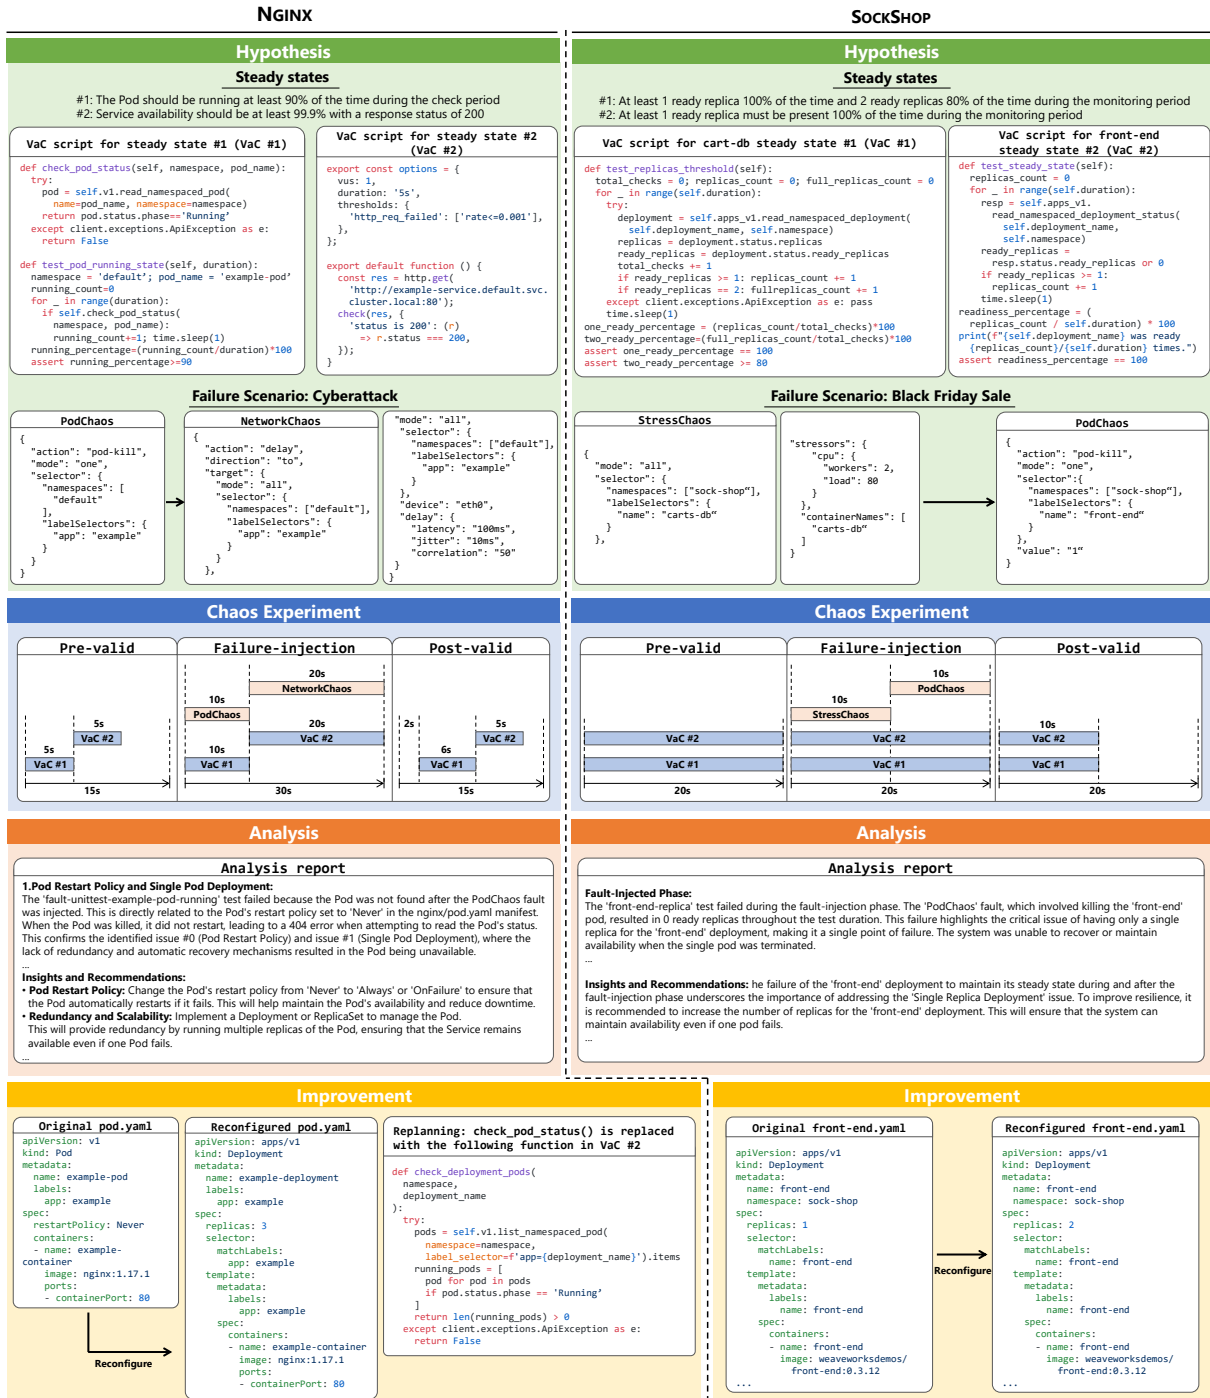 NGINX
Hypothesis
Steady states
#1: The Pod should be running at least 90% of the time during the check period
#2: Service availability should be at least 99.9% with a response status of 200
VaC script for steady state #1 (VaC #1)
def check_pod_status(self, namespace, pod_name):
try:
pod = self.v1.read_namespaced_pod(
name=pod_name, namespace=namespace)
return pod.status.phase=='Running’
except client.exceptions.ApiException as e:
return False
def test_pod_running_state(self, duration):
namespace = 'default’; pod_name = 'example-pod’
running_count=0
for _ in range(duration):
if self.check_pod_status(
namespace, pod_name):
running_count+=1; time.sleep(1)
running_percentage=(running_count/duration)*100
assert running_percentage>=90
VaC script for steady state #2
(VaC #2)
export const options = {
vus: 1,
duration: '5s',
thresholds: {
'http_req_failed': ['rate<=0.001'],
},
};
export default function () {
const res = http.get(
'http://example-service.default.svc.
cluster.local:80');
check(res, {
'status is 200': (r)
=> r.status === 200,
});
}
Failure Scenario: Cyberattack
PodChaos
{
"action": "pod-kill",
"mode": "one",
"selector": {
"namespaces": [
"default"
],
"labelSelectors": {
"app": "example"
}
}
}
NetworkChaos
{
"action": "delay",
"direction": "to",
"target": {
"mode": "all",
"selector": {
"namespaces": ["default"],
"labelSelectors": {
"app": "example"
}
}
},
"mode": "all",
"selector": {
"namespaces": ["default"],
"labelSelectors": {
"app": "example"
}
},
"device": "eth0",
"delay": {
"latency": "100ms",
"jitter": "10ms",
"correlation": "50"
}
}
Chaos Experiment
Pre-valid
Failure-injection
Post-valid
20s
NetworkChaos
10s
PodChaos
5s
VaC #2
20s
VaC #2
2s
5s
VaC #2
5s
VaC #1
10s
VaC #1
6s
VaC #1
15s
30s
15s
Analysis
Analysis report
1.Pod Restart Policy and Single Pod Deployment:
The 'fault-unittest-example-pod-running' test failed because the Pod was not found after the PodChaos fault
was injected. This is directly related to the Pod's restart policy set to 'Never' in the nginx/pod.yaml manifest.
When the Pod was killed, it did not restart, leading to a 404 error when attempting to read the Pod's status.
This confirms the identified issue #0 (Pod Restart Policy) and issue #1 (Single Pod Deployment), where the
lack of redundancy and automatic recovery mechanisms resulted in the Pod being unavailable.
...
Insights and Recommendations:
• Pod Restart Policy: Change the Pod's restart policy from 'Never' to 'Always' or 'OnFailure' to ensure that
the Pod automatically restarts if it fails. This will help maintain the Pod's availability and reduce downtime.
• Redundancy and Scalability: Implement a Deployment or ReplicaSet to manage the Pod.
This will provide redundancy by running multiple replicas of the Pod, ensuring that the Service remains
available even if one Pod fails.
...
Improvement
Original pod.yaml
apiVersion: v1
kind: Pod
metadata:
name: example-pod
labels:
app: example
spec:
restartPolicy: Never
containers:
- name: example-
container
image: nginx:1.17.1
ports:
- containerPort: 80
Reconfigure
Reconfigured pod.yaml
apiVersion: apps/v1
kind: Deployment
metadata:
name: example-deployment
labels:
app: example
spec:
replicas: 3
selector:
matchLabels:
app: example
template:
metadata:
labels:
app: example
spec:
containers:
- name: example-container
image: nginx:1.17.1
ports:
- containerPort: 80
Replanning: check_pod_status() is replaced
with the following function in VaC #2
def check_deployment_pods(
namespace,
deployment_name
):
try:
pods = self.v1.list_namespaced_pod(
namespace=namespace,
label_selector=f'app={deployment_name}').items
running_pods = [
pod for pod in pods
if pod.status.phase == 'Running’
]
return len(running_pods) > 0
except client.exceptions.ApiException as e:
return False
SOCKSHOP
Hypothesis
Steady states
#1: At least 1 ready replica 100% of the time and 2 ready replicas 80% of the time during the monitoring period
#2: At least 1 ready replica must be present 100% of the time during the monitoring period
VaC script for cart-db steady state #1 (VaC #1)
def test_replicas_threshold(self):
total_checks = 0; replicas_count = 0; full_replicas_count = 0
for _ in range(self.duration):
try:
deployment = self.apps_v1.read_namespaced_deployment(
self.deployment_name, self.namespace)
replicas = deployment.status.replicas
ready_replicas = deployment.status.ready_replicas
total_checks += 1
if ready_replicas >= 1: replicas_count += 1
if ready_replicas == 2: fullreplicas_count += 1
except client.exceptions.ApiException as e: pass
time.sleep(1)
one_ready_percentage = (replicas_count/total_checks)*100
two_ready_percentage=(full_replicas_count/total_checks)*100
assert one_ready_percentage == 100
assert two_ready_percentage >= 80
VaC script for front-end
steady state #2 (VaC #2)
def test_steady_state(self):
replicas_count = 0
for _ in range(self.duration):
resp = self.apps_v1.
read_namespaced_deployment_status(
self.deployment_name,
self.namespace)
ready_replicas =
resp.status.ready_replicas or 0
if ready_replicas >= 1:
replicas_count += 1
time.sleep(1)
readiness_percentage = (
replicas_count / self.duration) * 100
print(f"{self.deployment_name} was ready
{replicas_count}/{self.duration} times.")
assert readiness_percentage == 100
Failure Scenario: Black Friday Sale
StressChaos
{
"mode": "all",
"selector": {
"namespaces": ["sock-shop“],
"labelSelectors": {
"name": "carts-db“
}
},
"stressors": {
"cpu": {
"workers": 2,
"load": 80
}
},
"containerNames": [
"carts-db“
]
}
PodChaos
{
"action": "pod-kill",
"mode": "one",
"selector":{
"namespaces": ["sock-shop“],
"labelSelectors": {
"name": "front-end“
}
},
"value": "1“
}
Chaos Experiment
Pre-valid
Failure-injection
Post-valid
10s
PodChaos
10s
StressChaos
VaC #2
VaC #2
10s
VaC #2
VaC #1
VaC #1
VaC #1
20s
20s
20s
Analysis
Analysis report
Fault-Injected Phase:
The 'front-end-replica' test failed during the fault-injection phase. The 'PodChaos' fault, which involved killing the 'front-end'
pod, resulted in 0 ready replicas throughout the test duration. This failure highlights the critical issue of having only a single
replica for the 'front-end' deployment, making it a single point of failure. The system was unable to recover or maintain
availability when the single pod was terminated.
...
Insights and Recommendations: he failure of the 'front-end' deployment to maintain its steady state during and after the
fault-injection phase underscores the importance of addressing the 'Single Replica Deployment' issue. To improve resilience, it
is recommended to increase the number of replicas for the 'front-end' deployment. This will ensure that the system can
maintain availability even if one pod fails.
...
Improvement
Original front-end.yaml
apiVersion: apps/v1
kind: Deployment
metadata:
name: front-end
namespace: sock-shop
spec:
replicas: 1
selector:
matchLabels:
name: front-end
template:
metadata:
labels:
name: front-end
spec:
containers:
- name: front-end
image: weaveworksdemos/
front-end:0.3.12
...
Reconfigure
Reconfigured front-end.yaml
apiVersion: apps/v1
kind: Deployment
metadata:
name: front-end
namespace: sock-shop
spec:
replicas: 2
selector:
matchLabels:
name: front-end
template:
metadata:
labels:
name: front-end
spec:
containers:
- name: front-end
image: weaveworksdemos/
front-end:0.3.12
...